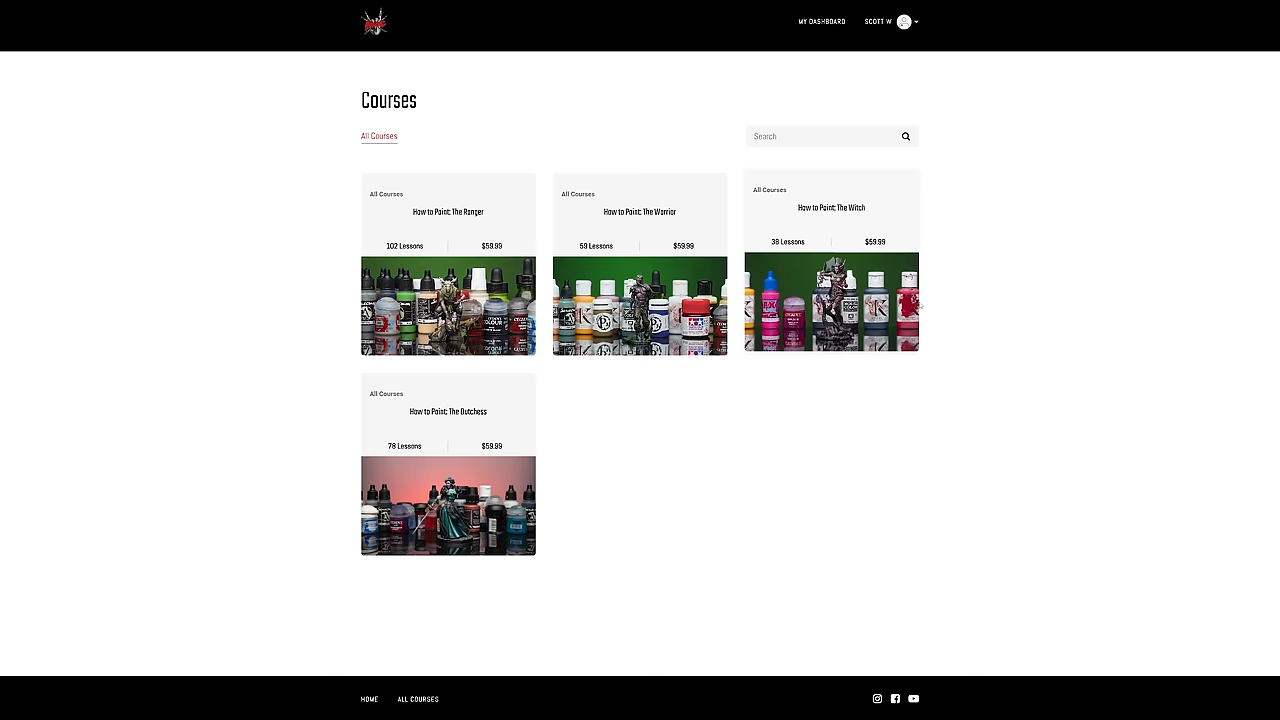 MY DASHBOARD
SCOTT W
Courses
All Courses
Search
All Courses
How to Paint: The Ranger
102 Lessons
$59.99
All Courses
How to Paint: The Warrior
59 Lessons
$59.99
All Courses
How to Paint: The Witch
38 Lessons
$59.99
All Courses
How to Paint: The Dutchess
78 Lessons
$59.99
HOME
ALL COURSES